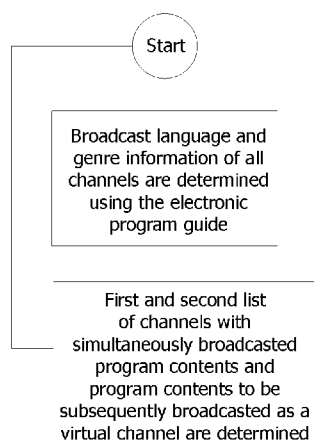 Start
Broadcast language and
genre information of all
channels are determined
using the electronic
program guide
First and second list
of channels with
simultaneously broadcasted
program contents and
program contents to be
subsequently broadcasted as a
virtual channel are determined